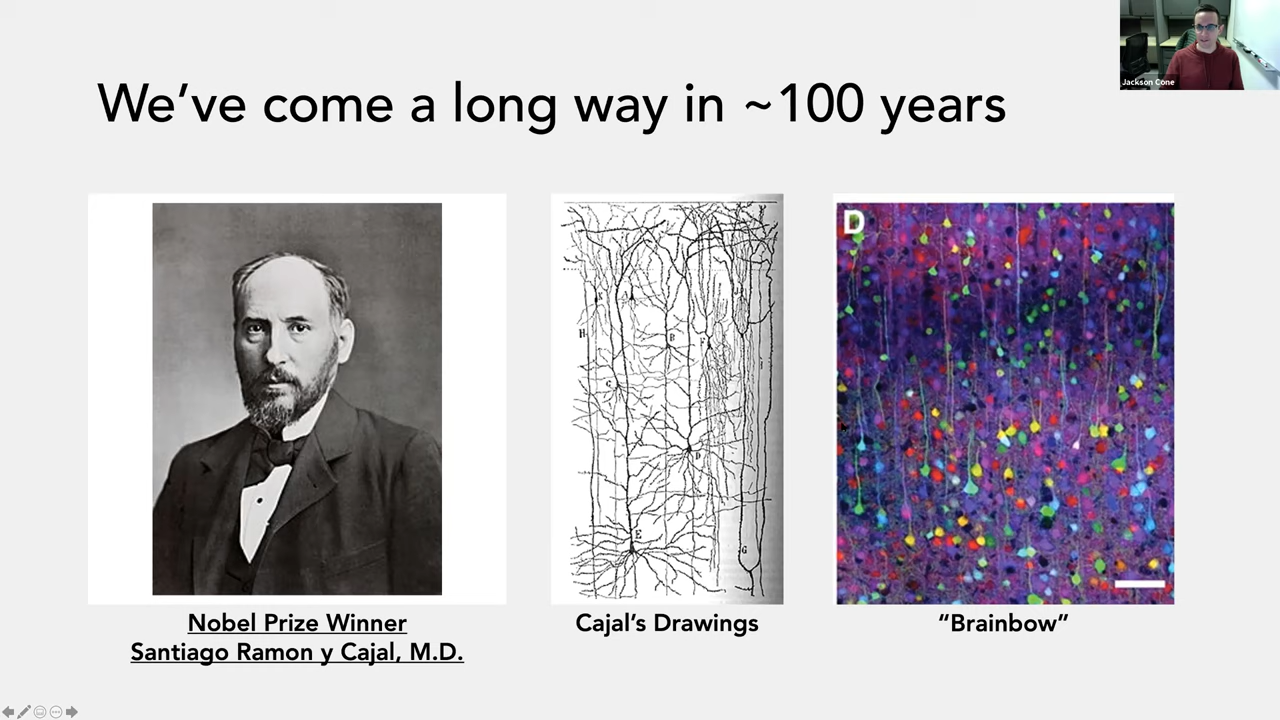 Jackson Cone
We've come a long way in ~100 years
H
B
F
G
E
G
D
Nobel Prize Winner
Santiago Ramon y Cajal, M.D.
Cajal's Drawings
“Brainbow”